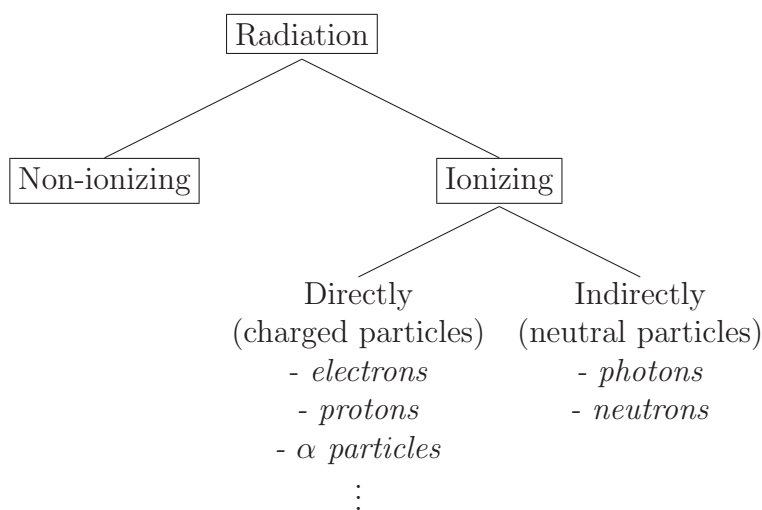 Radiation
Non-ionizing
Ionizing
Directly
(charged particles)
- electrons
- protons
- α particles
⋮
Indirectly
(neutral particles)
- photons
- neutrons